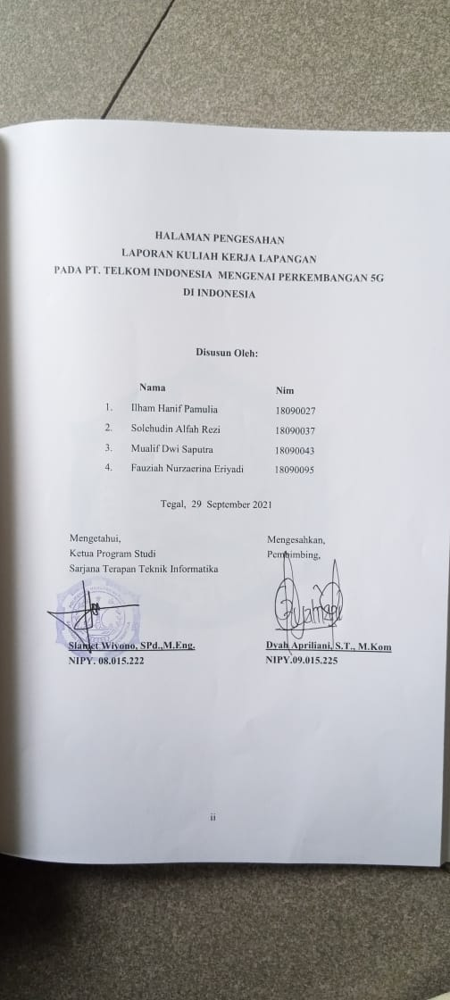 HALAMAN PENGESAHAN
LAPORAN KULIAH KERJA LAPANGAN
PADA PT. TELKOM INDONESIA MENGENAI PERKEMBANGAN 5G
DI INDONESIA
Disusun Oleh:
Nama Nim
1. Ilham Hanif Pamulia 18090027
2. Solehudin Alfah Rezi 18090037
3. Mualif Dwi Saputra 18090043
4. Fauziah Nurzaerina Eriyadi 18090095
Tegal, 29 September 2021
Mengetahui, Mengesahkan,
Ketua Program Studi Pembimbing,
Sarjana Terapan Teknik Informatika
Slamet Wiyono, SPd.,M.Eng. Dyah Apriliani, S.T., M.Kom
NIPY. 08.015.222 NIPY.09.015.225
ii